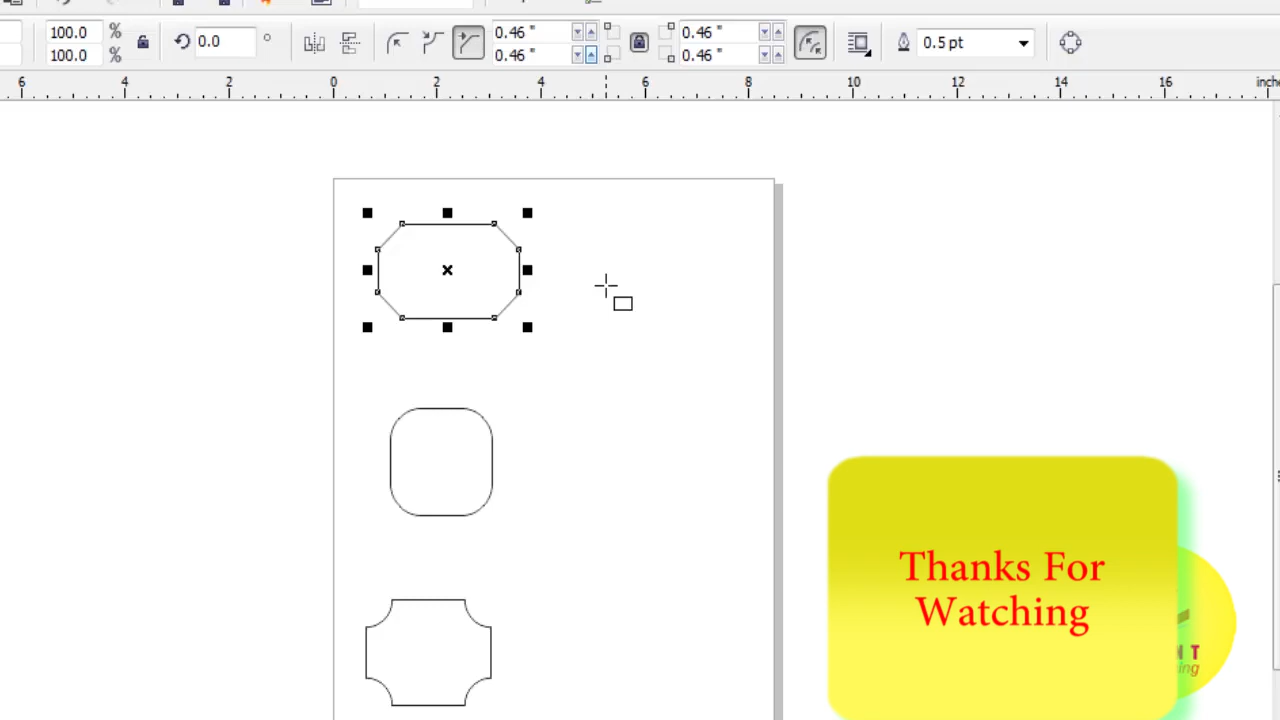 100.0 %
100.0 %
0.0 °
0.46 "
0.46 "
0.46 "
0.46 "
0.5 pt
6 4 2 0 2 4 6 8 10 12 14 16 inche
Thanks For
Watching
N T
ing